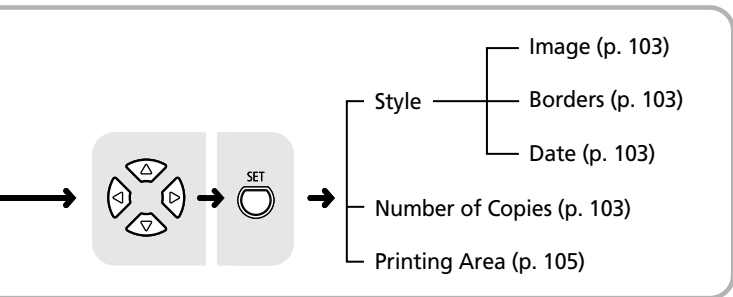 Image (p. 103)
Style
Borders (p. 103)
Date (p. 103)
SET
Number of Copies (p. 103)
Printing Area (p. 105)